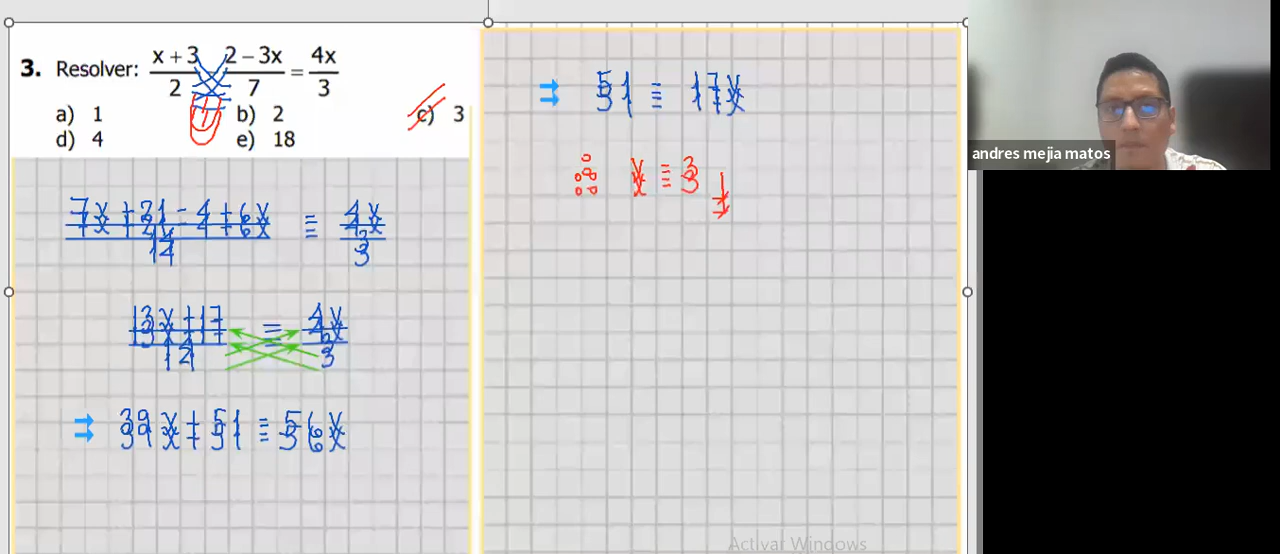 3. Resolver: x + 3 / 2 - 2 - 3x / 7 = 4x / 3
a) 1 b) 2 c) 3
d) 4 e) 18
7x + 21 - 4 + 6x / 14 = 4x / 3
13x + 17 / 14 = 4x / 3
⇒ 39x + 51 = 56x
⇒ 51 = 17x
∴ x = 3
andres mejia matos
Activar Windows